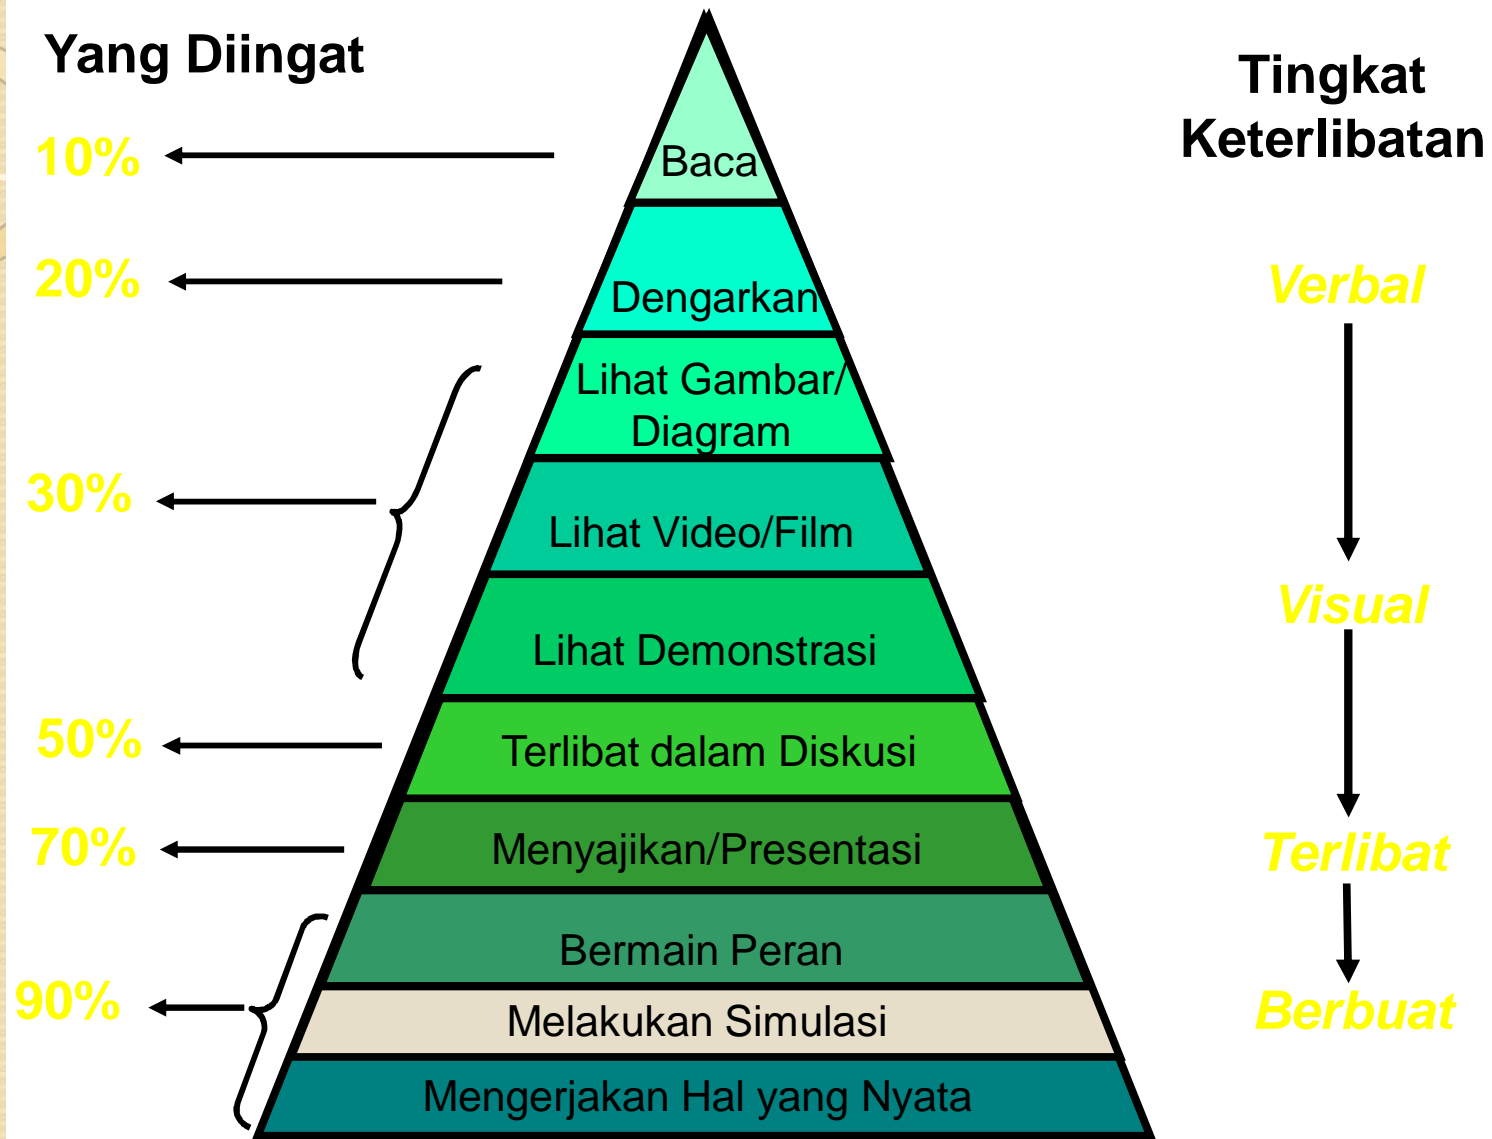 Yang Diingat
Tingkat
Keterlibatan
10%
Baca
20%
Dengarkan
Verbal
Lihat Gambar/
Diagram
30%
Lihat Video/Film
Visual
Lihat Demonstrasi
50%
Terlibat dalam Diskusi
70%
Menyajikan/Presentasi
Terlibat
Bermain Peran
90%
Melakukan Simulasi
Berbuat
Mengerjakan Hal yang Nyata